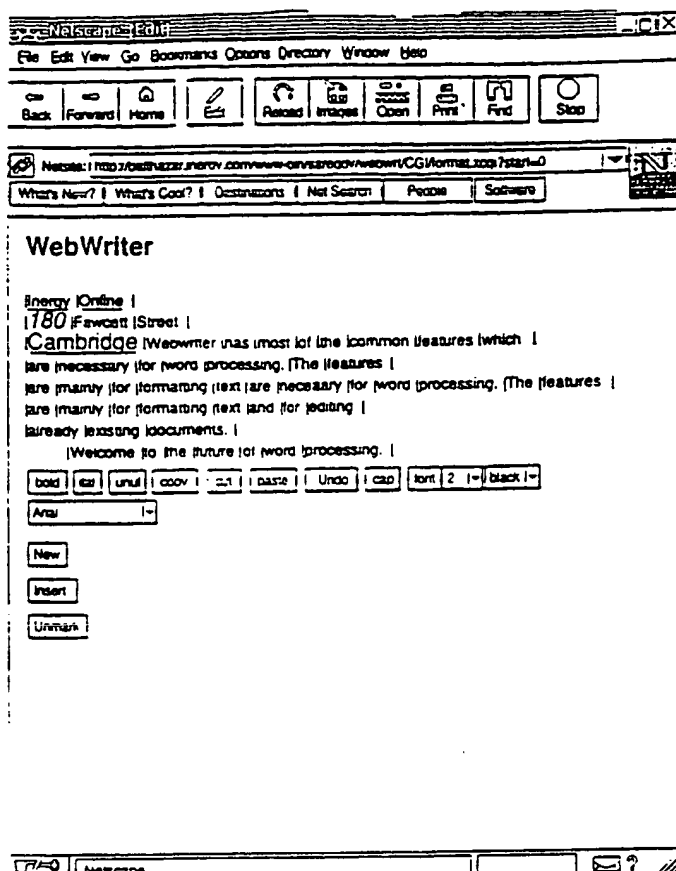 Netscape - [Edit]
File Edit View Go Bookmarks Options Directory Window Help
Back Forward Home Reload Images Open Print Find Stop
Netsite:
What's New? What's Cool? Destinations Net Search People Software
WebWriter
|Inergy |Online |
|180 |Fawcett |Street |
|Cambridge |Webwriter |has |most |of |the |common |features |which |
|are |necessary |for |word |processing. |The |features |
|are |mainly |for |formatting |text |are |necessary |for |word |processing. |The |features |
|are |mainly |for |formatting |text |and |for |editing |
|already |existing |documents. |
|Welcome |to |the |future |of |word |processing. |
bold ital unul copy cut paste Undo cap font 2 black
Arial
New
Insert
Unmark
Netscape